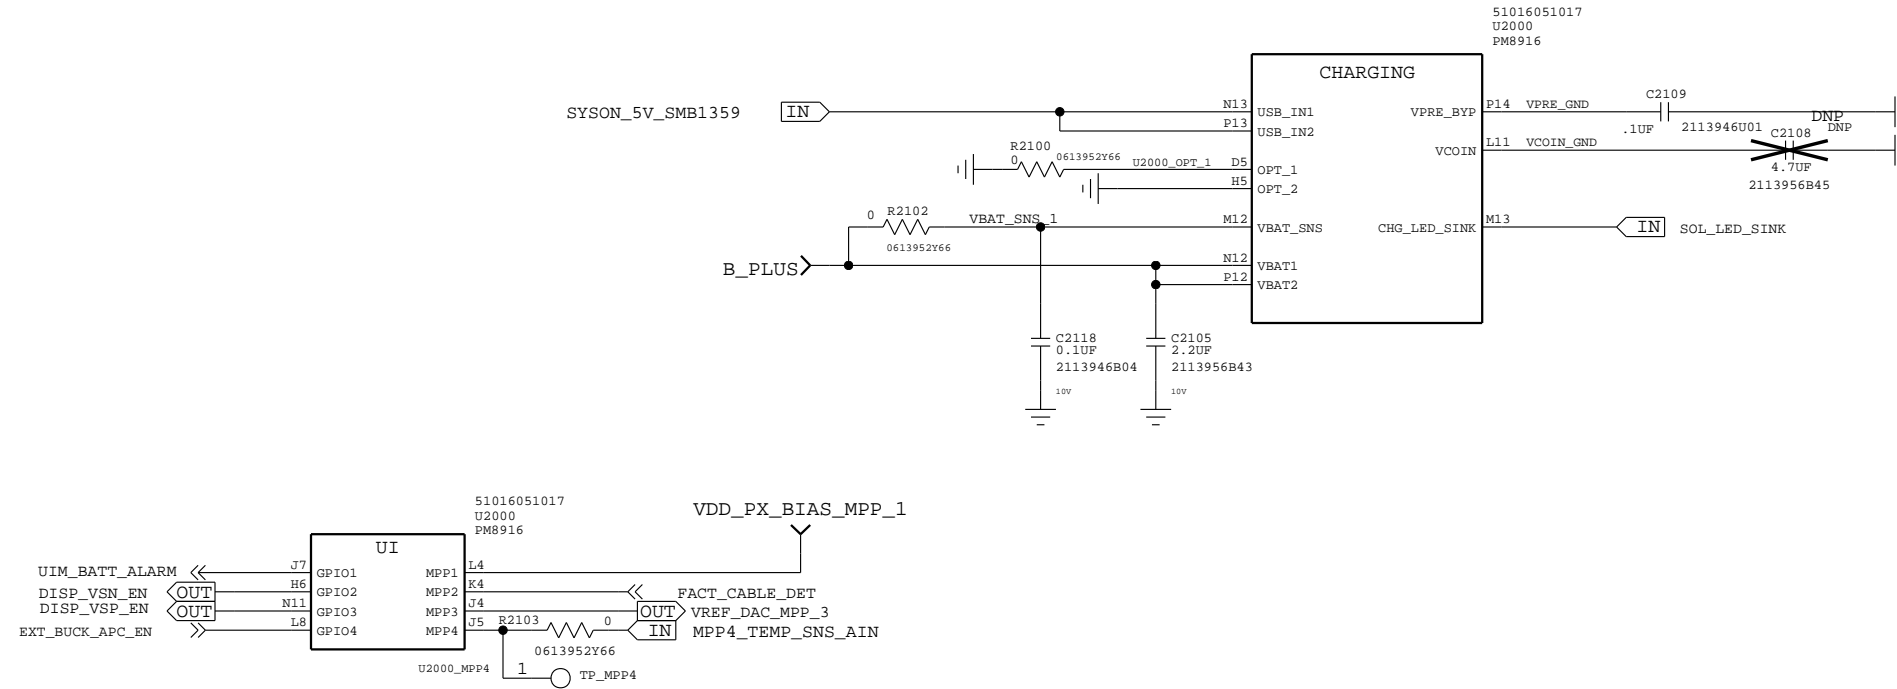 51016051017
U2000
PM8916
CHARGING
SYSON_5V_SMB1359
IN
N13
USB_IN1
P13
USB_IN2
VPRE_BYP
P14
VPRE_GND
C2109
.1UF
2113946U01
DNP
DNP
R2100
0
0613952Y66
U2000_OPT_1
D5
OPT_1
H5
OPT_2
VCOIN
L11
VCOIN_GND
C2108
4.7UF
2113956B45
0
R2102
0613952Y66
VBAT_SNS_1
M12
VBAT_SNS
CHG_LED_SINK
M13
IN
SOL_LED_SINK
B_PLUS
N12
VBAT1
P12
VBAT2
C2118
0.1UF
2113946B04
10V
C2105
2.2UF
2113956B43
10V
51016051017
U2000
PM8916
UI
VDD_PX_BIAS_MPP_1
UIM_BATT_ALARM
J7
GPIO1
MPP1
L4
DISP_VSN_EN
OUT
H6
GPIO2
MPP2
K4
FACT_CABLE_DET
DISP_VSP_EN
OUT
N11
GPIO3
MPP3
J4
OUT
VREF_DAC_MPP_3
EXT_BUCK_APC_EN
L8
GPIO4
MPP4
J5
R2103
0
IN
MPP4_TEMP_SNS_AIN
0613952Y66
U2000_MPP4
1
TP_MPP4